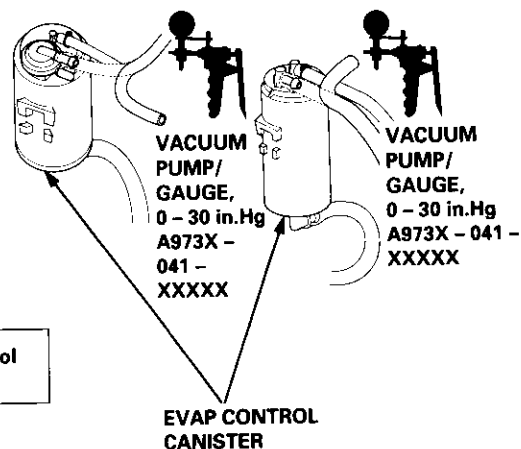 VACUUM
PUMP/
GAUGE,
0 – 30 in.Hg
A973X –
041 –
XXXXX
VACUUM
PUMP/
GAUGE,
0 – 30 in.Hg
A973X – 041 –
XXXXX
ol
EVAP CONTROL
CANISTER